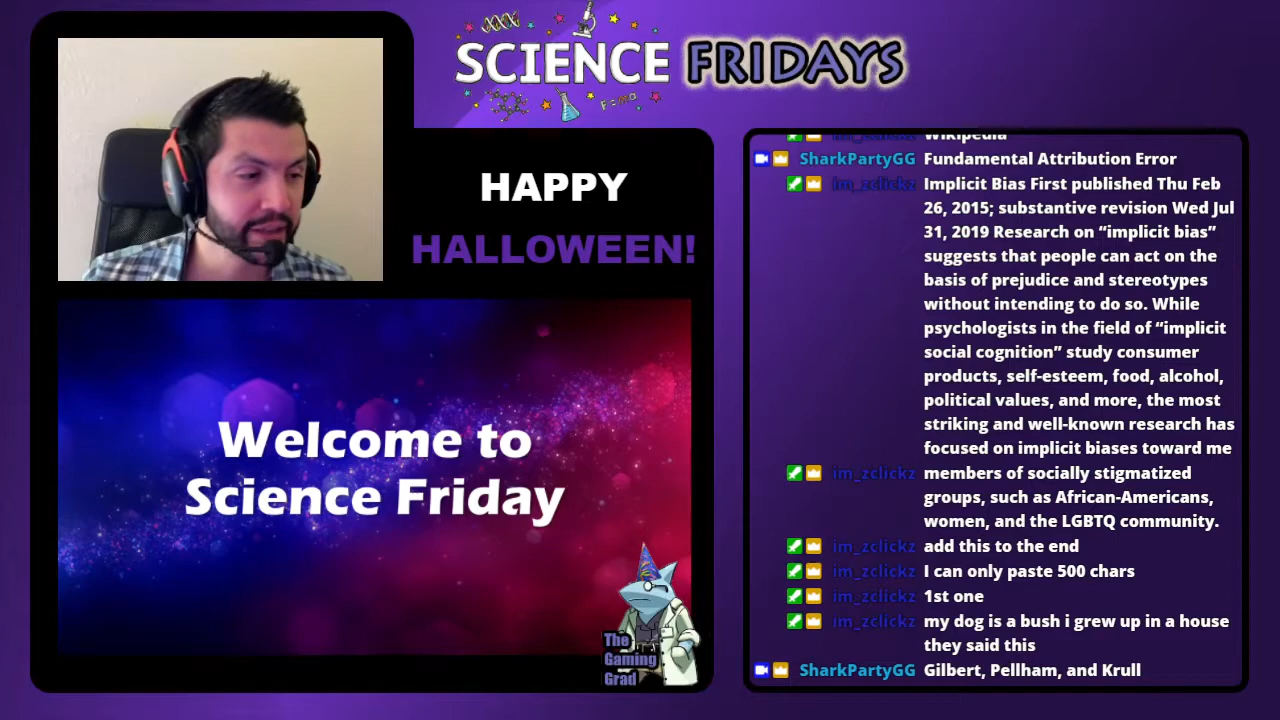 SCIENCE FRIDAYS
HAPPY
HALLOWEEN!
Welcome to
Science Friday
The
Gaming
Grad
im_zclickz Wikipedia
SharkPartyGG Fundamental Attribution Error
im_zclickz Implicit Bias First published Thu Feb
26, 2015; substantive revision Wed Jul
31, 2019 Research on “implicit bias”
suggests that people can act on the
basis of prejudice and stereotypes
without intending to do so. While
psychologists in the field of “implicit
social cognition” study consumer
products, self-esteem, food, alcohol,
political values, and more, the most
striking and well-known research has
focused on implicit biases toward me
im_zclickz members of socially stigmatized
groups, such as African-Americans,
women, and the LGBTQ community.
im_zclickz add this to the end
im_zclickz I can only paste 500 chars
im_zclickz 1st one
im_zclickz my dog is a bush i grew up in a house
they said this
SharkPartyGG Gilbert, Pellham, and Krull